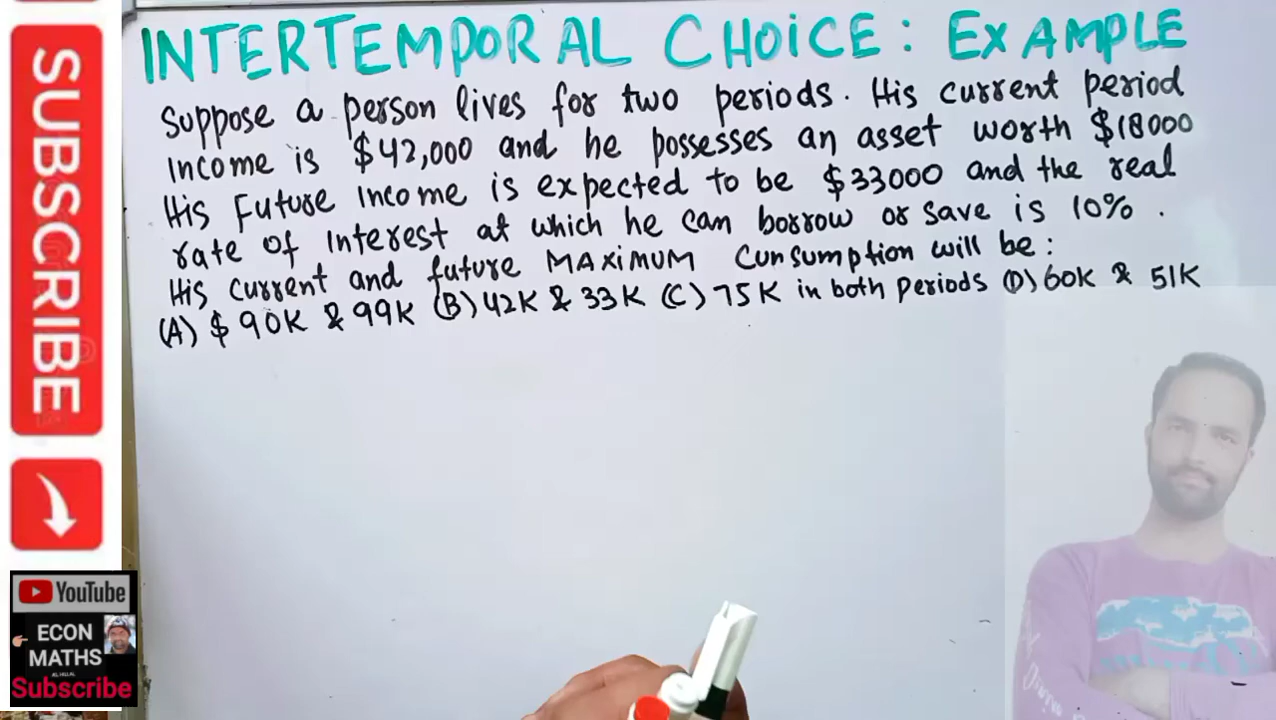 INTERTEMPORAL CHOICE: EXAMPLE
Suppose a person lives for two periods. His current period
Income is $42,000 and he possesses an asset worth $18000
His Future Income is expected to be $33000 and the real
rate of Interest at which he can borrow or save is 10%.
His current and future MAXIMUM Consumption will be:
(A) $90K & 99K (B) 42K & 33K (C) 75K in both Periods (D) 60K & 51K
SUBSCRIBE
YouTube
ECON
MATHS
Subscribe